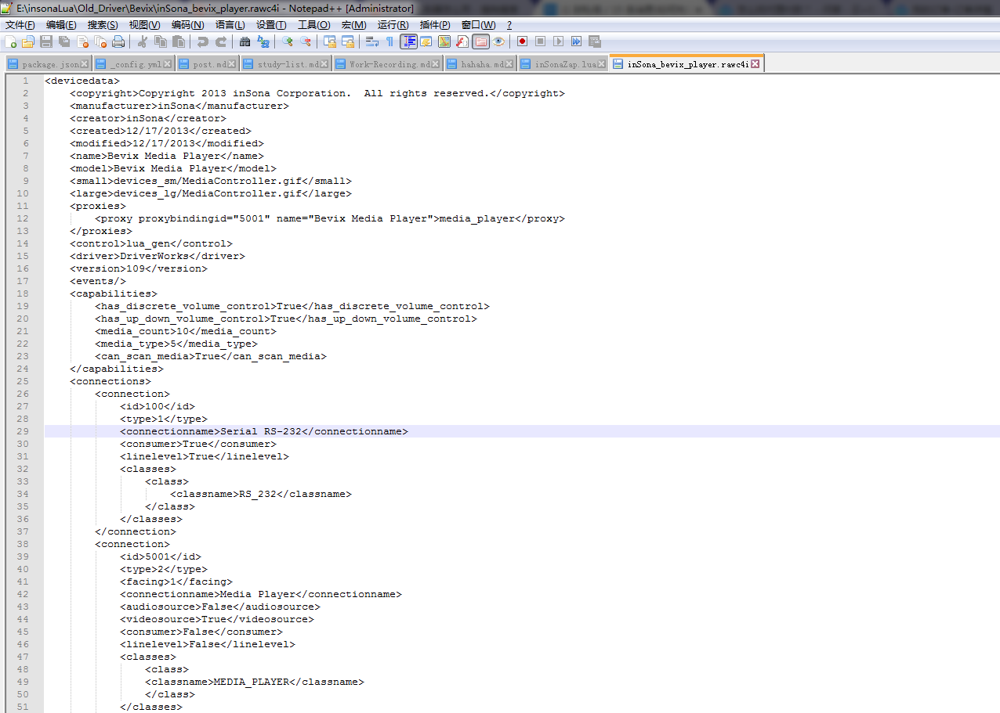 E:\insonaLua\Old_Driver\Bevix\inSona_bevix_player.rawc4i - Notepad++ [Administrator]
文件(F) 编辑(E) 搜索(S) 视图(V) 编码(N) 语言(L) 设置(T) 工具(O) 宏(M) 运行(R) 插件(P) 窗口(W) ?
package.json _config.yml post.md study-list.md Work-Recording.md hahaha.md inSonaZap.lua inSona_bevix_player.rawc4i
1 <devicedata>
2 <copyright>Copyright 2013 inSona Corporation.  All rights reserved.</copyright>
3 <manufacturer>inSona</manufacturer>
4 <creator>inSona</creator>
5 <created>12/17/2013</created>
6 <modified>12/17/2013</modified>
7 <name>Bevix Media Player</name>
8 <model>Bevix Media Player</model>
9 <small>devices_sm/MediaController.gif</small>
10 <large>devices_lg/MediaController.gif</large>
11 <proxies>
12 <proxy proxybindingid="5001" name="Bevix Media Player">media_player</proxy>
13 </proxies>
14 <control>lua_gen</control>
15 <driver>DriverWorks</driver>
16 <version>109</version>
17 <events/>
18 <capabilities>
19 <has_discrete_volume_control>True</has_discrete_volume_control>
20 <has_up_down_volume_control>True</has_up_down_volume_control>
21 <media_count>10</media_count>
22 <media_type>5</media_type>
23 <can_scan_media>True</can_scan_media>
24 </capabilities>
25 <connections>
26 <connection>
27 <id>100</id>
28 <type>1</type>
29 <connectionname>Serial RS-232</connectionname>
30 <consumer>True</consumer>
31 <linelevel>True</linelevel>
32 <classes>
33 <class>
34 <classname>RS_232</classname>
35 </class>
36 </classes>
37 </connection>
38 <connection>
39 <id>5001</id>
40 <type>2</type>
41 <facing>1</facing>
42 <connectionname>Media Player</connectionname>
43 <audiosource>False</audiosource>
44 <videosource>True</videosource>
45 <consumer>False</consumer>
46 <linelevel>False</linelevel>
47 <classes>
48 <class>
49 <classname>MEDIA_PLAYER</classname>
50 </class>
51 </classes>